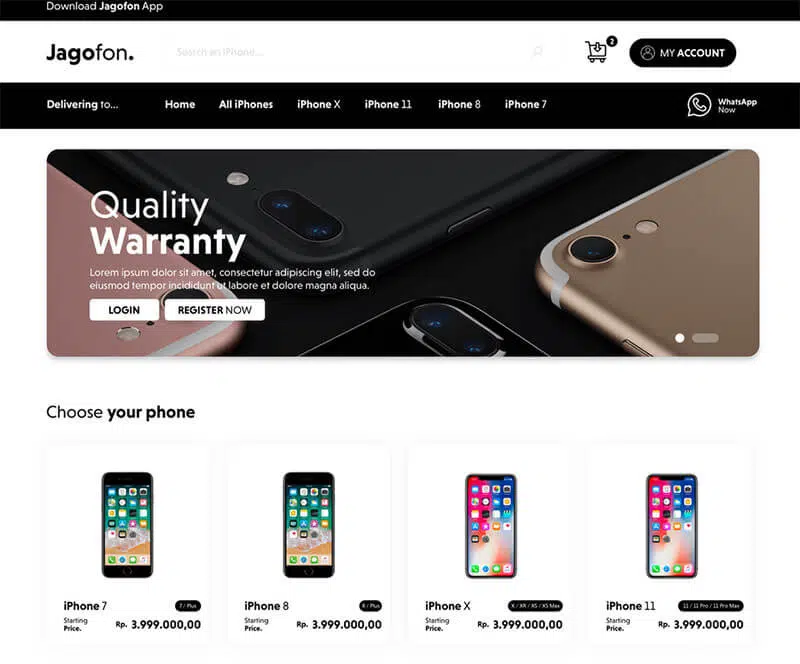 Download Jagofon App
Jagofon.
Search an iPhone...
2
MY ACCOUNT
Delivering to...
Home
All iPhones
iPhone X
iPhone 11
iPhone 8
iPhone 7
WhatsApp
Now
Quality
Warranty
Lorem ipsum dolor sit amet, consectetur adipiscing elit, sed do
eiusmod tempor incididunt ut labore et dolore magna aliqua.
LOGIN
REGISTER NOW
Choose your phone
iPhone 7
7 / Plus
Starting
Price.
Rp. 3.999.000,00
iPhone 8
8 / Plus
Starting
Price.
Rp. 3.999.000,00
iPhone X
X / XR / XS / XS Max
Starting
Price.
Rp. 3.999.000,00
iPhone 11
11 / 11 Pro / 11 Pro Max
Starting
Price.
Rp. 3.999.000,00